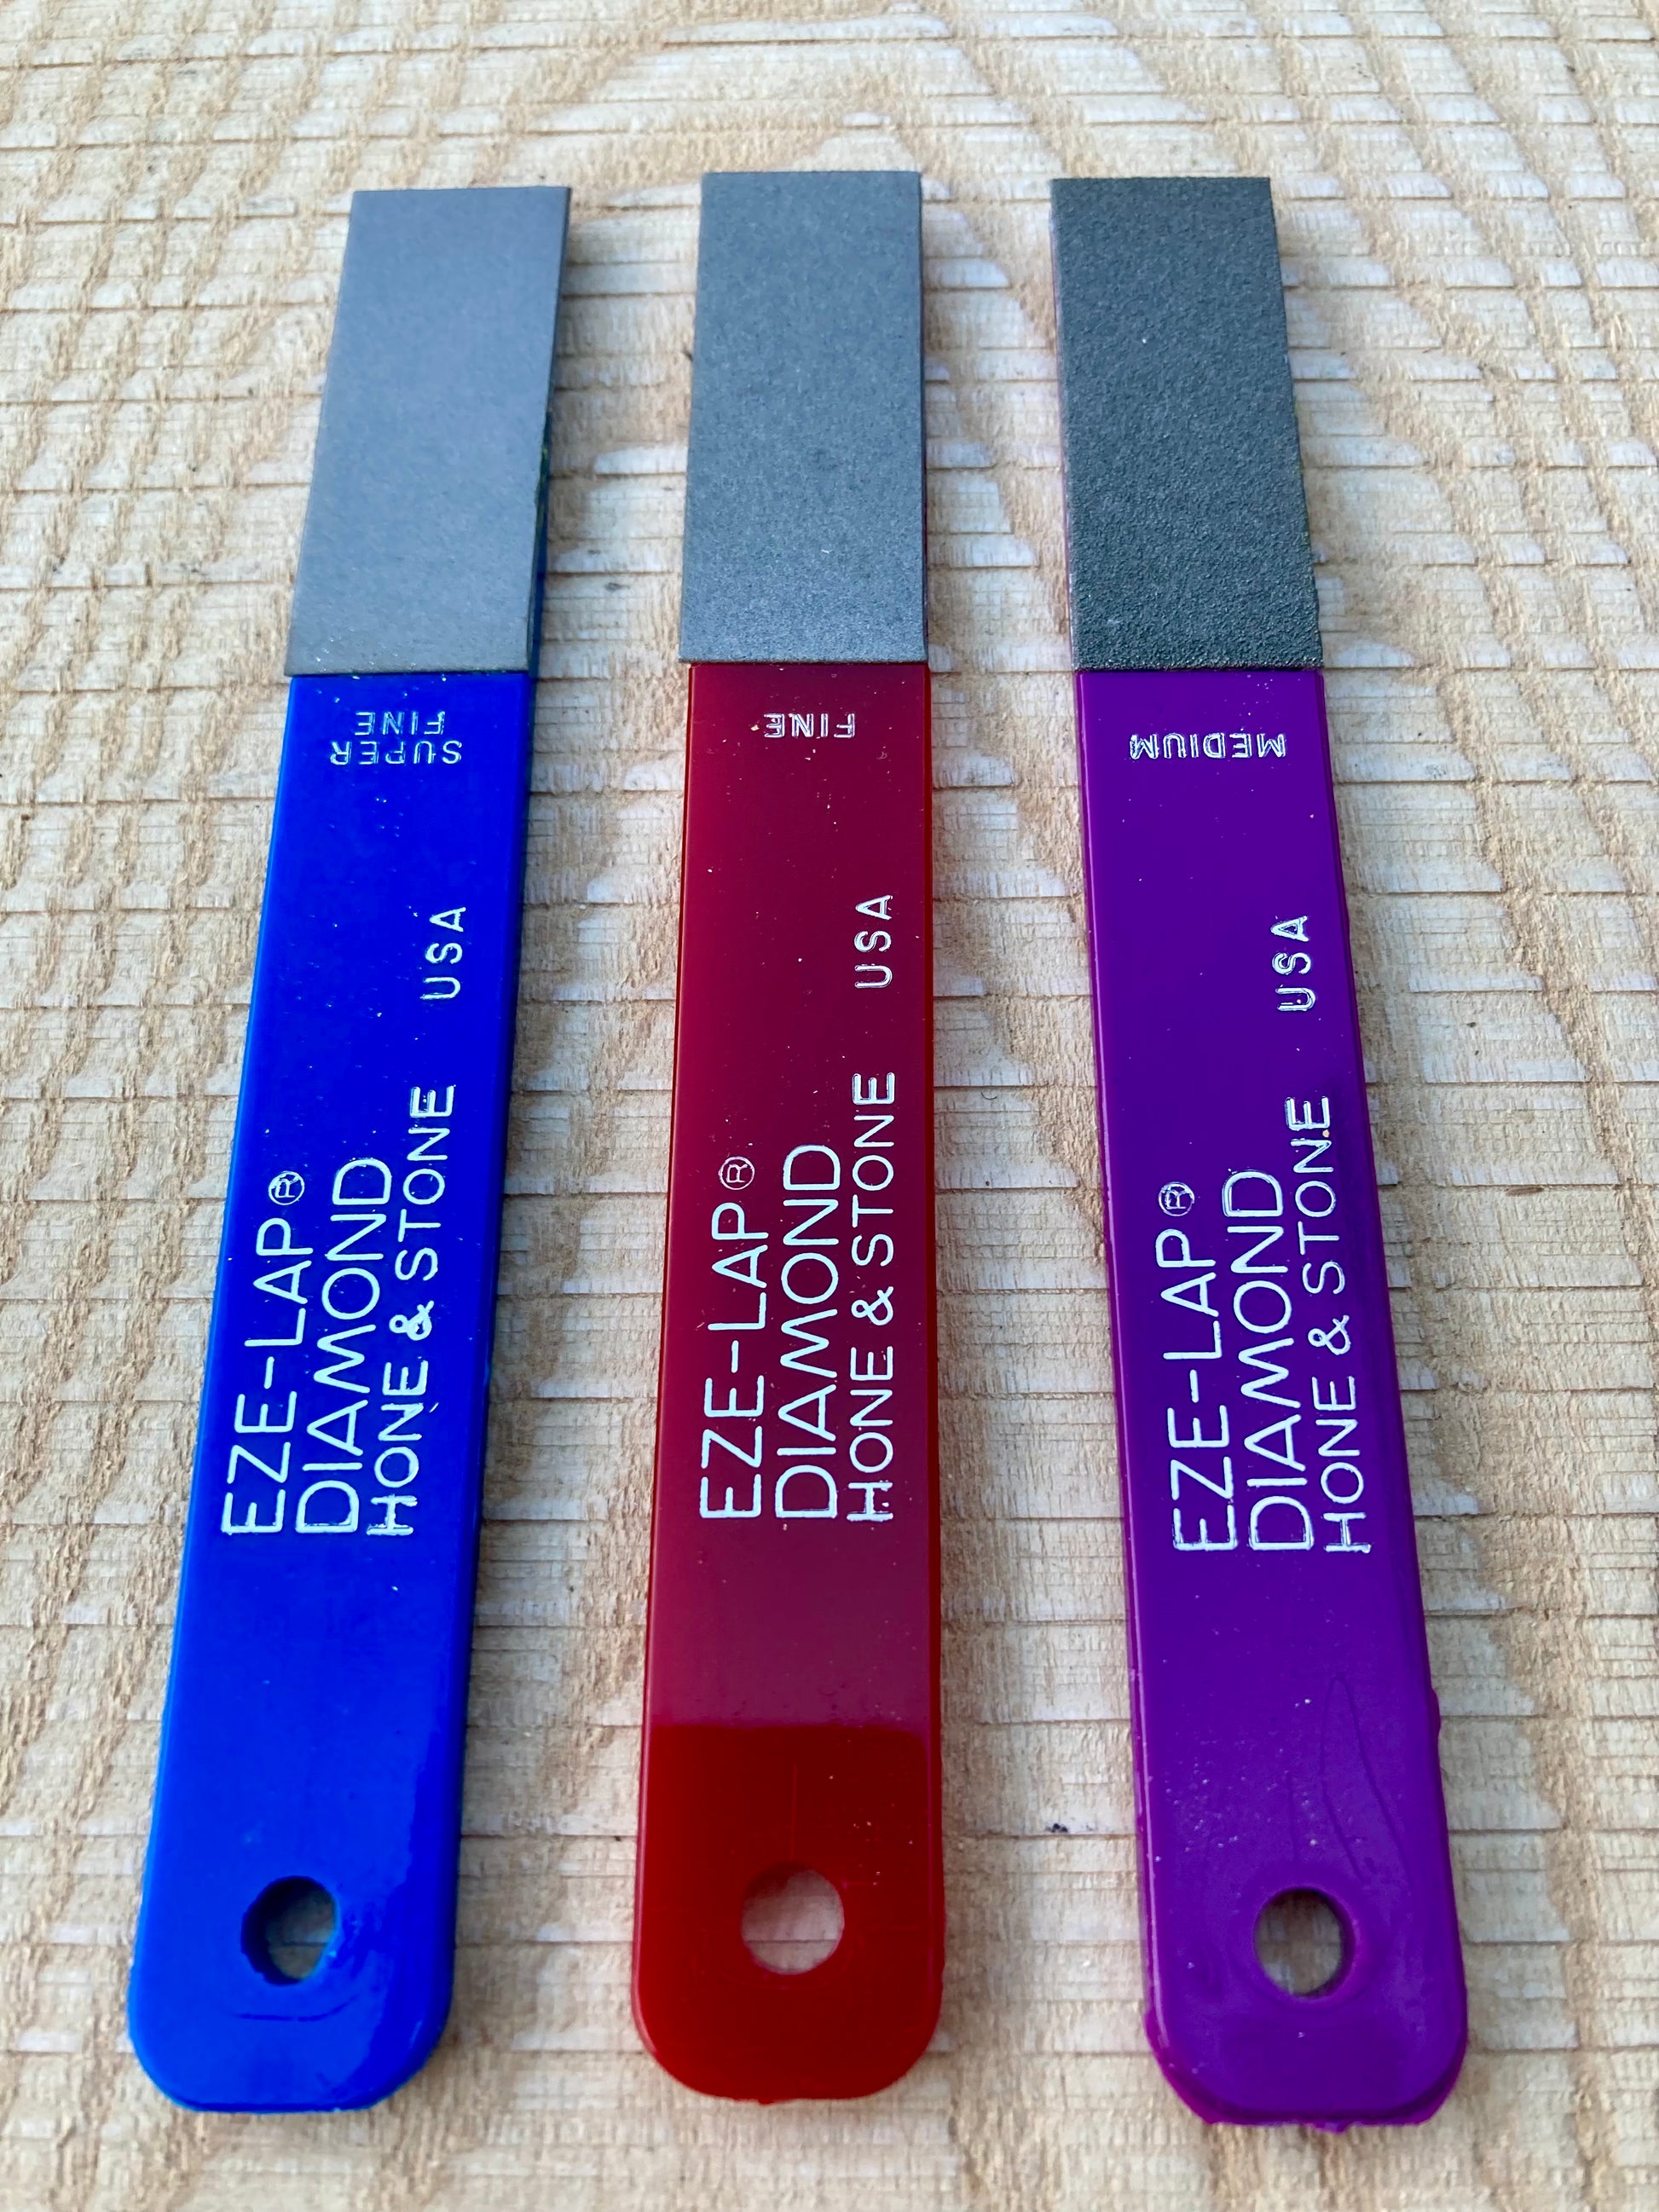 SUPER
FINE
EZE-LAP®
DIAMOND
HONE & STONE USA
FINE
EZE-LAP®
DIAMOND
HONE & STONE USA
MEDIUM
EZE-LAP®
DIAMOND
HONE & STONE USA